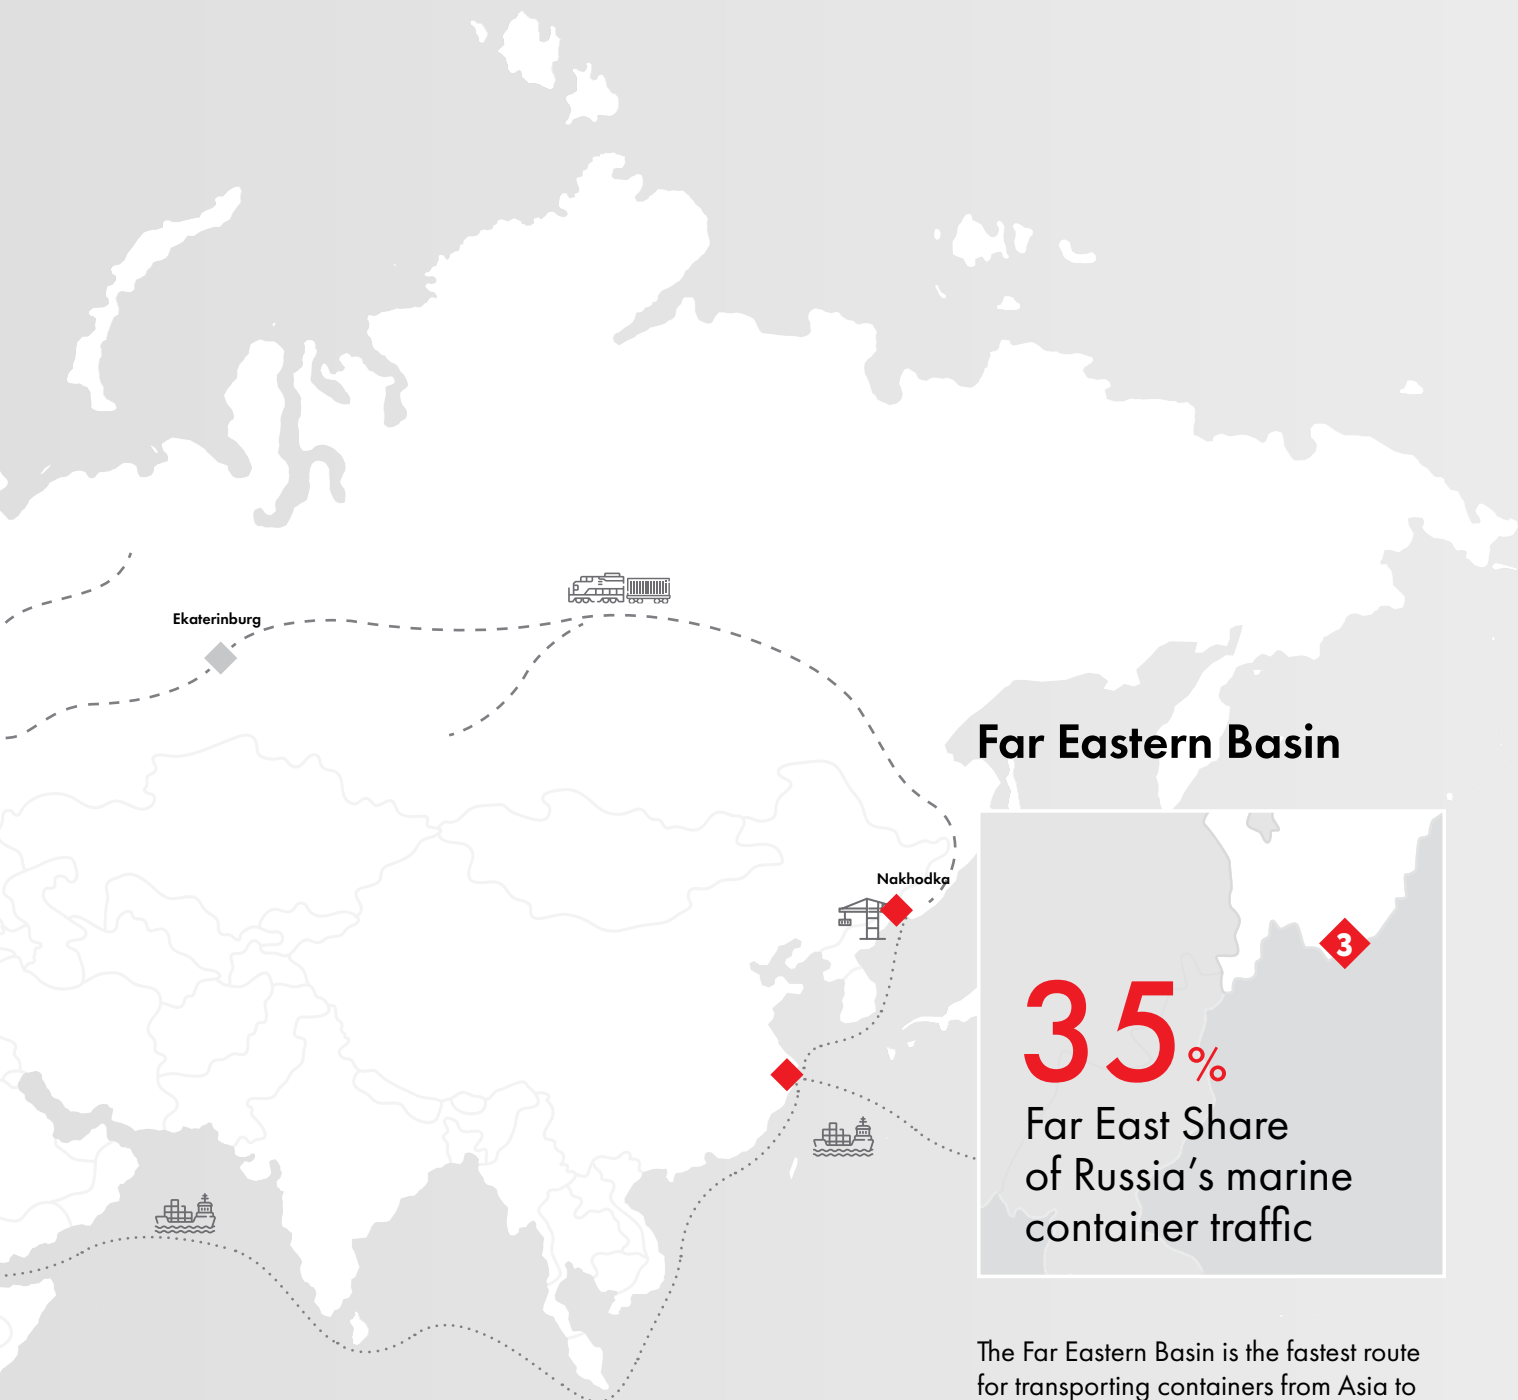 Ekaterinburg
Far Eastern Basin
Nakhodka
3
35%
Far East Share
of Russia’s marine
container traffic
The Far Eastern Basin is the fastest route
for transporting containers from Asia to